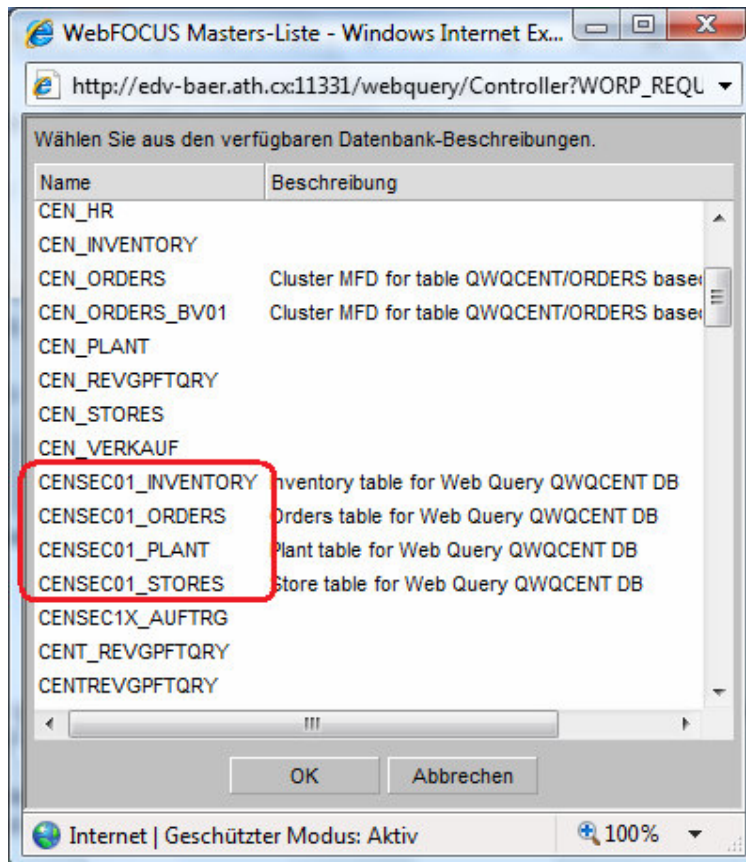 WebFOCUS Masters-Liste - Windows Internet Ex...
http://edv-baer.ath.cx:11331/webquery/Controller?WORP_REQU
Wählen Sie aus den verfügbaren Datenbank-Beschreibungen.
Name Beschreibung
CEN_HR
CEN_INVENTORY
CEN_ORDERS Cluster MFD for table QWQCENT/ORDERS based
CEN_ORDERS_BV01 Cluster MFD for table QWQCENT/ORDERS based
CEN_PLANT
CEN_REVGPFTQRY
CEN_STORES
CEN_VERKAUF
CENSEC01_INVENTORY Inventory table for Web Query QWQCENT DB
CENSEC01_ORDERS Orders table for Web Query QWQCENT DB
CENSEC01_PLANT Plant table for Web Query QWQCENT DB
CENSEC01_STORES Store table for Web Query QWQCENT DB
CENSEC1X_AUFTRG
CENT_REVGPFTQRY
CENTREVGPFTQRY
OK Abbrechen
Internet | Geschützter Modus: Aktiv 100%